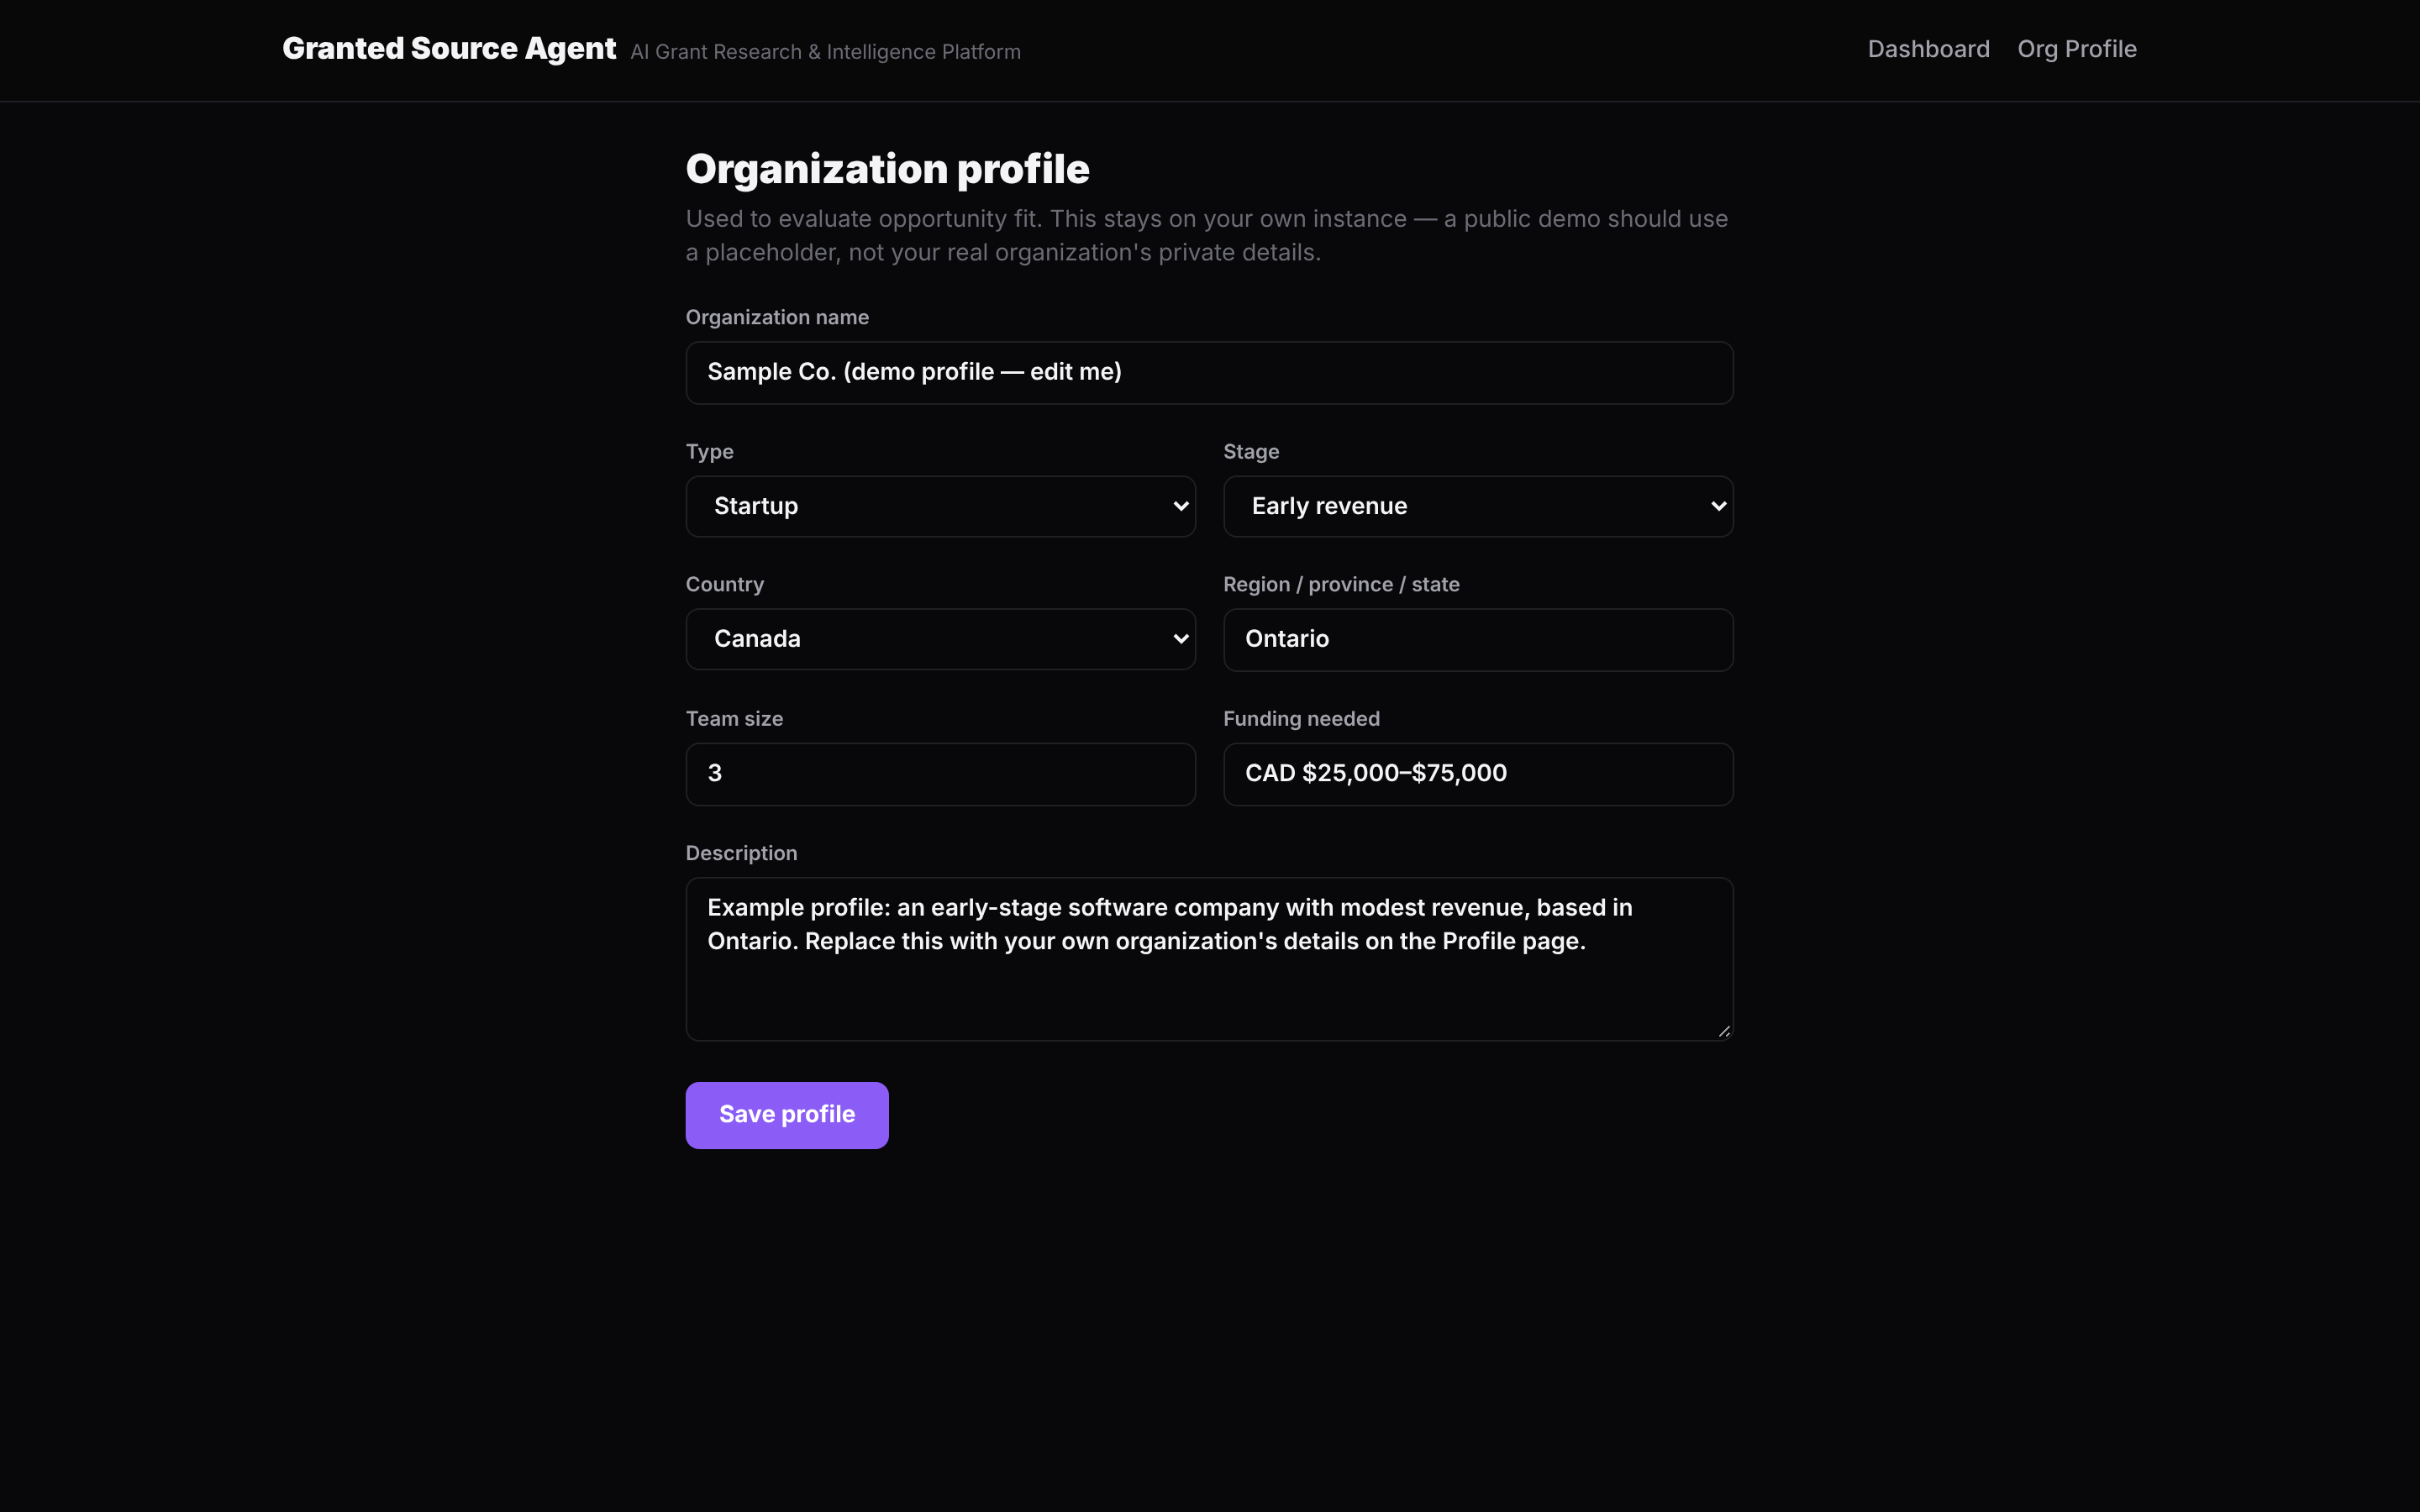 Granted Source Agent AI Grant Research & Intelligence Platform
Dashboard Org Profile
Organization profile
Used to evaluate opportunity fit. This stays on your own instance — a public demo should use
a placeholder, not your real organization's private details.
Organization name
Sample Co. (demo profile — edit me)
Type Stage
Startup Early revenue
Country Region / province / state
Canada Ontario
Team size Funding needed
3 CAD $25,000–$75,000
Description
Example profile: an early-stage software company with modest revenue, based in
Ontario. Replace this with your own organization's details on the Profile page.
Save profile